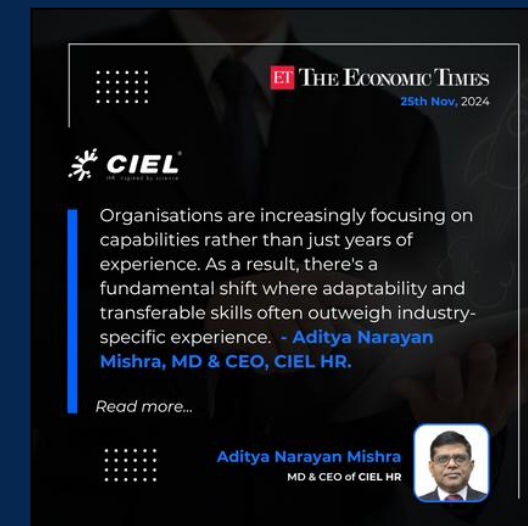 ET THE ECONOMIC TIMES
25th Nov, 2024
CIEL
HR inspired by science
Organisations are increasingly focusing on
capabilities rather than just years of
experience. As a result, there's a
fundamental shift where adaptability and
transferable skills often outweigh industry-
specific experience. - Aditya Narayan
Mishra, MD & CEO, CIEL HR.
Read more...
Aditya Narayan Mishra
MD & CEO of CIEL HR